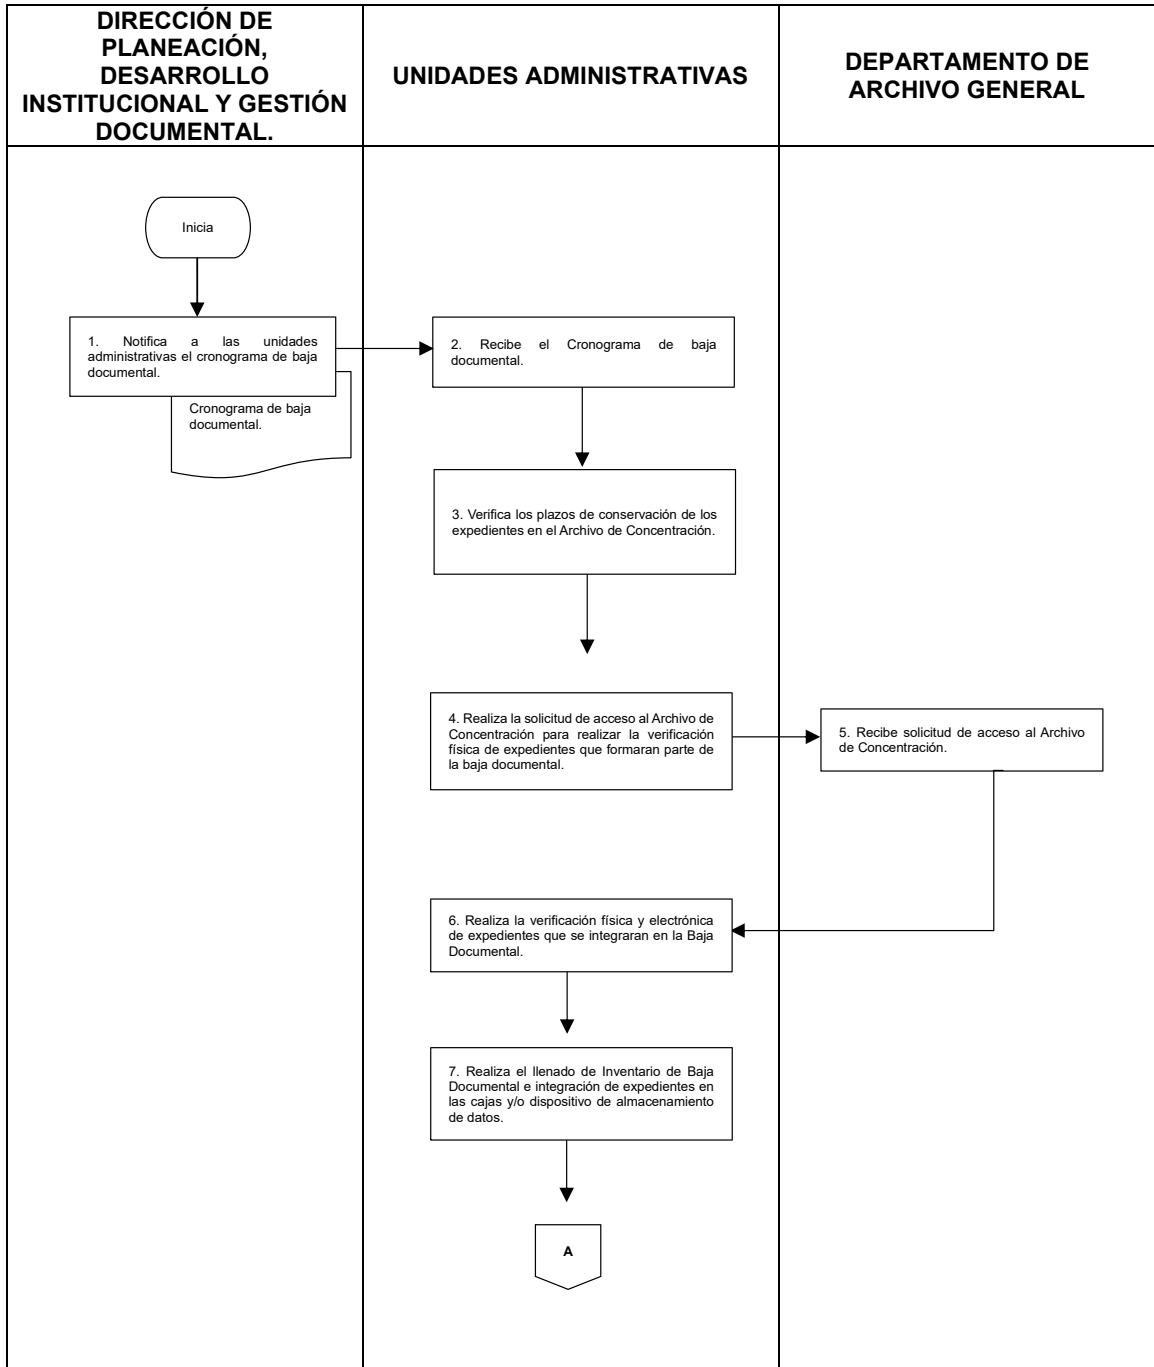 DIRECCIÓN DE
PLANEACIÓN,
DESARROLLO
INSTITUCIONAL Y GESTIÓN
DOCUMENTAL.
UNIDADES ADMINISTRATIVAS
DEPARTAMENTO DE
ARCHIVO GENERAL
Inicia
1. Notifica a las unidades
administrativas el cronograma de baja
documental.
Cronograma de baja
documental.
2. Recibe el Cronograma de baja
documental.
3. Verifica los plazos de conservación de los
expedientes en el Archivo de Concentración.
4. Realiza la solicitud de acceso al Archivo de
Concentración para realizar la verificación
física de expedientes que formaran parte de
la baja documental.
5. Recibe solicitud de acceso al Archivo
de Concentración.
6. Realiza la verificación física y electrónica
de expedientes que se integraran en la Baja
Documental.
7. Realiza el llenado de Inventario de Baja
Documental e integración de expedientes en
las cajas y/o dispositivo de almacenamiento
de datos.
A